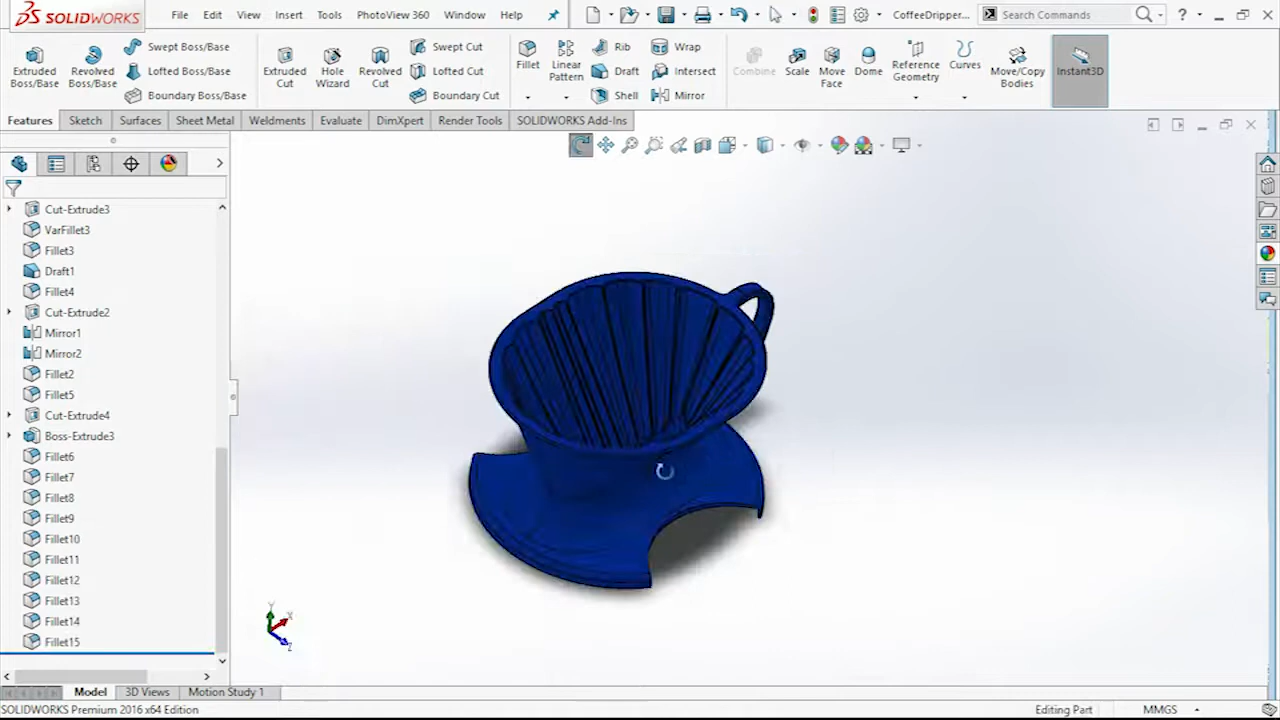 SOLIDWORKS
File Edit View Insert Tools PhotoView 360 Window Help
CoffeeDripper...
Search Commands
Extruded Boss/Base
Revolved Boss/Base
Swept Boss/Base
Lofted Boss/Base
Boundary Boss/Base
Extruded Cut
Hole Wizard
Revolved Cut
Swept Cut
Lofted Cut
Boundary Cut
Fillet
Linear Pattern
Rib
Draft
Shell
Wrap
Intersect
Mirror
Combine
Scale
Move Face
Dome
Reference Geometry
Curves
Move/Copy Bodies
Instant3D
Features Sketch Surfaces Sheet Metal Weldments Evaluate DimXpert Render Tools SOLIDWORKS Add-Ins
Cut-Extrude3
VarFillet3
Fillet3
Draft1
Fillet4
Cut-Extrude2
Mirror1
Mirror2
Fillet2
Fillet5
Cut-Extrude4
Boss-Extrude3
Fillet6
Fillet7
Fillet8
Fillet9
Fillet10
Fillet11
Fillet12
Fillet13
Fillet14
Fillet15
Y
X
Z
Model 3D Views Motion Study 1
SOLIDWORKS Premium 2016 x64 Edition
Editing Part
MMGS